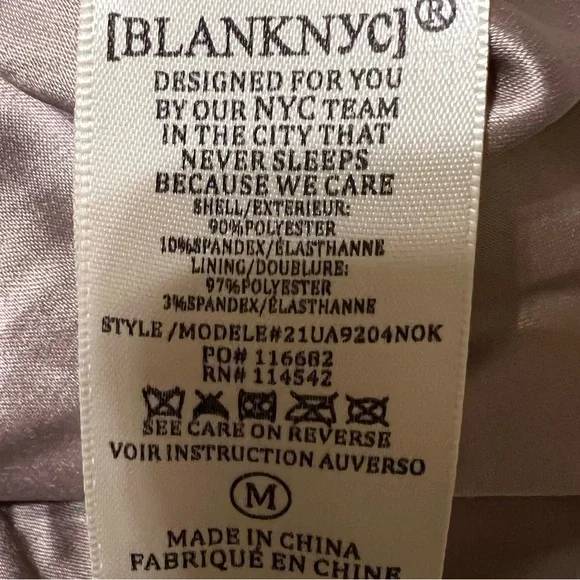 [BLANKNYC]®
DESIGNED FOR YOU
BY OUR NYC TEAM
IN THE CITY THAT
NEVER SLEEPS
BECAUSE WE CARE
SHELL/EXTERIEUR:
90%POLYESTER
10%SPANDEX/ÉLASTHANNE
LINING/DOUBLURE:
97%POLYESTER
3%SPANDEX/ÉLASTHANNE
STYLE/MODELE#21UA9204NOK
PO# 116682
RN# 114542
SEE CARE ON REVERSE
VOIR INSTRUCTION AUVERSO
M
MADE IN CHINA
FABRIQUÉ EN CHINE